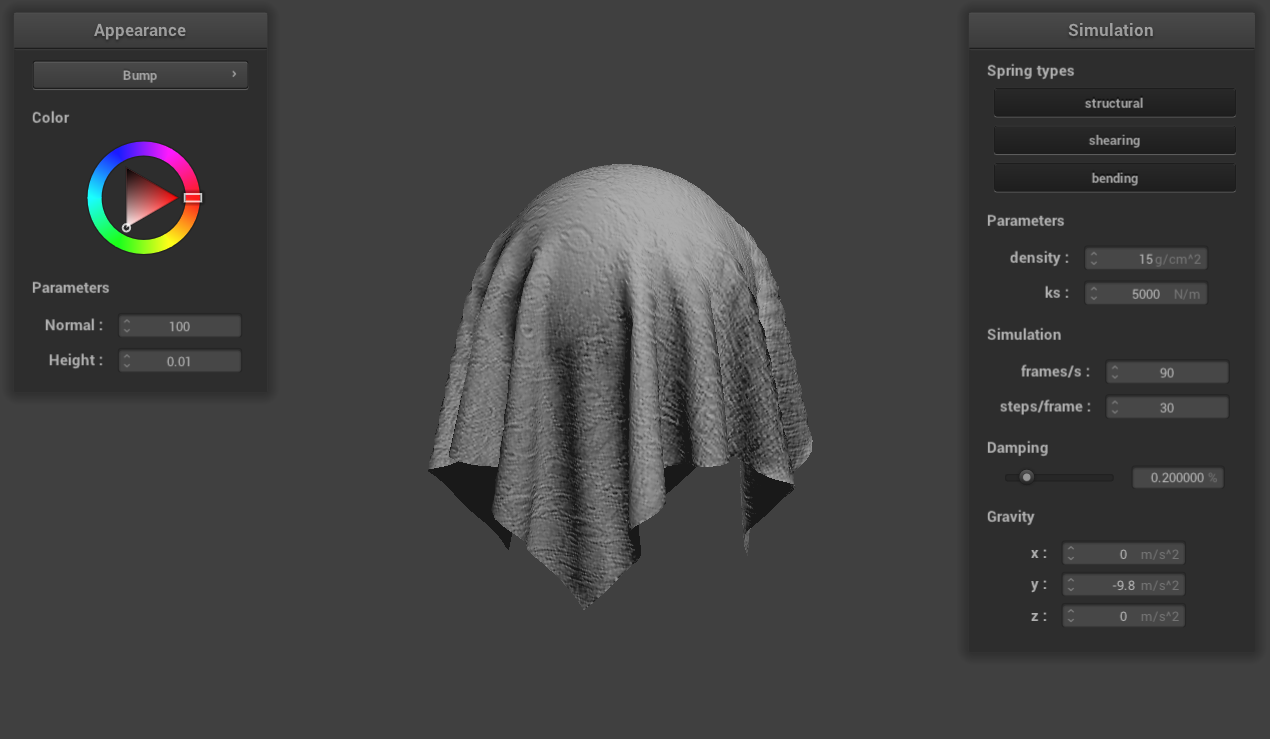 Appearance
Bump
Color
Parameters
Normal : 100
Height : 0.01
Simulation
Spring types
structural
shearing
bending
Parameters
density : 15 g/cm^2
ks : 5000 N/m
Simulation
frames/s : 90
steps/frame : 30
Damping
0.200000 %
Gravity
x : 0 m/s^2
y : -9.8 m/s^2
z : 0 m/s^2